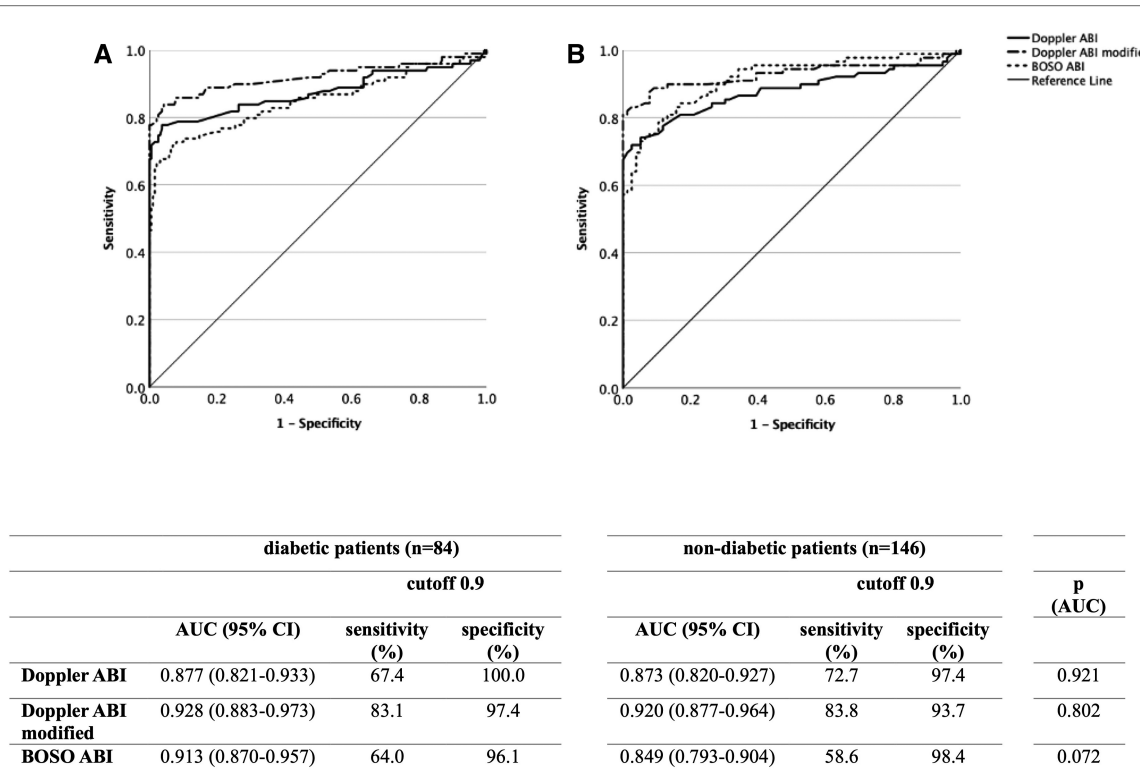 A
1.0
0.8
0.6
0.4
0.2
0.0
Sensitivity
0.0 0.2 0.4 0.6 0.8 1.0
1 – Specificity
B
1.0
0.8
0.6
0.4
0.2
0.0
Sensitivity
0.0 0.2 0.4 0.6 0.8 1.0
1 – Specificity
Doppler ABI
Doppler ABI modifie
BOSO ABI
Reference Line
diabetic patients (n=84) non-diabetic patients (n=146)
cutoff 0.9 cutoff 0.9 p
(AUC)
AUC (95% CI) sensitivity specificity AUC (95% CI) sensitivity specificity
(%) (%) (%) (%)
Doppler ABI 0.877 (0.821-0.933) 67.4 100.0 0.873 (0.820-0.927) 72.7 97.4 0.921
Doppler ABI 0.928 (0.883-0.973) 83.1 97.4 0.920 (0.877-0.964) 83.8 93.7 0.802
modified
BOSO ABI 0.913 (0.870-0.957) 64.0 96.1 0.849 (0.793-0.904) 58.6 98.4 0.072